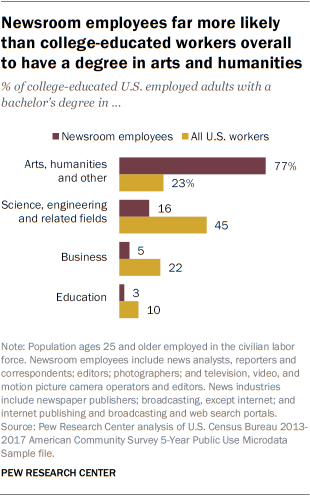 Newsroom employees far more likely
than college-educated workers overall
to have a degree in arts and humanities
% of college-educated U.S. employed adults with a
bachelor's degree in ...
Newsroom employees All U.S. workers
Arts, humanities
and other
77%
23%
Science, engineering
and related fields
16
45
Business
5
22
Education
3
10
Note: Population ages 25 and older employed in the civilian labor
force. Newsroom employees include news analysts, reporters and
correspondents; editors; photographers; and television, video, and
motion picture camera operators and editors. News industries
include newspaper publishers; broadcasting, except internet; and
internet publishing and broadcasting and web search portals.
Source: Pew Research Center analysis of U.S. Census Bureau 2013-
2017 American Community Survey 5-Year Public Use Microdata
Sample file.
PEW RESEARCH CENTER